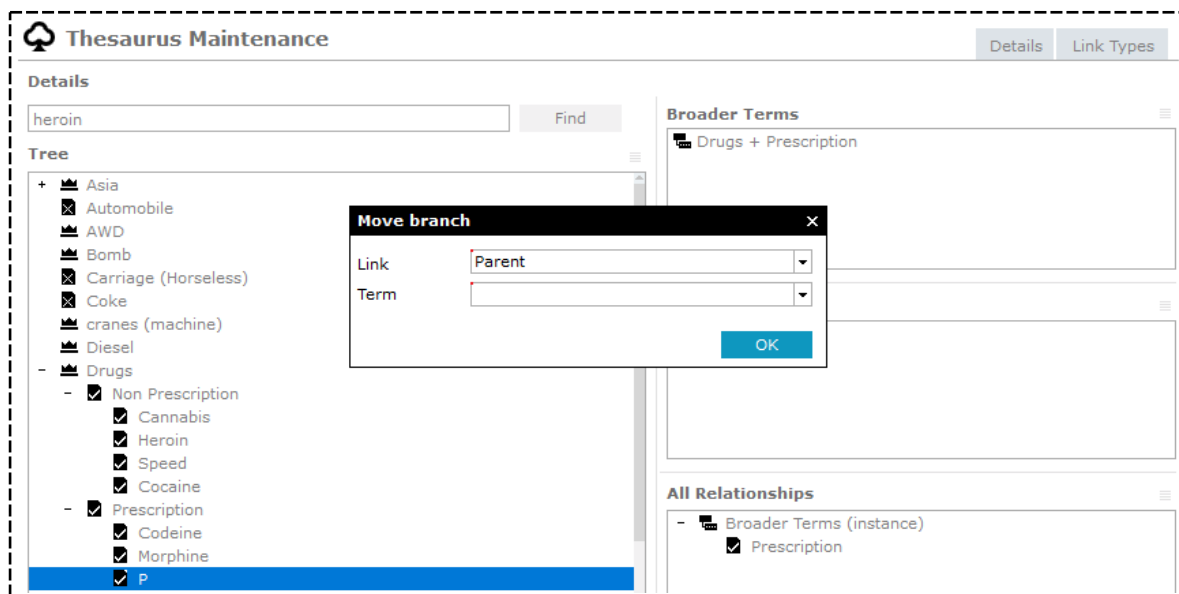 Thesaurus Maintenance
Details
Link Types
Details
heroin
Find
Tree
+ Asia
Automobile
AWD
Bomb
Carriage (Horseless)
Coke
cranes (machine)
Diesel
- Drugs
- Non Prescription
Cannabis
Heroin
Speed
Cocaine
- Prescription
Codeine
Morphine
P
Move branch
Link
Parent
Term
OK
Broader Terms
Drugs + Prescription
All Relationships
- Broader Terms (instance)
Prescription